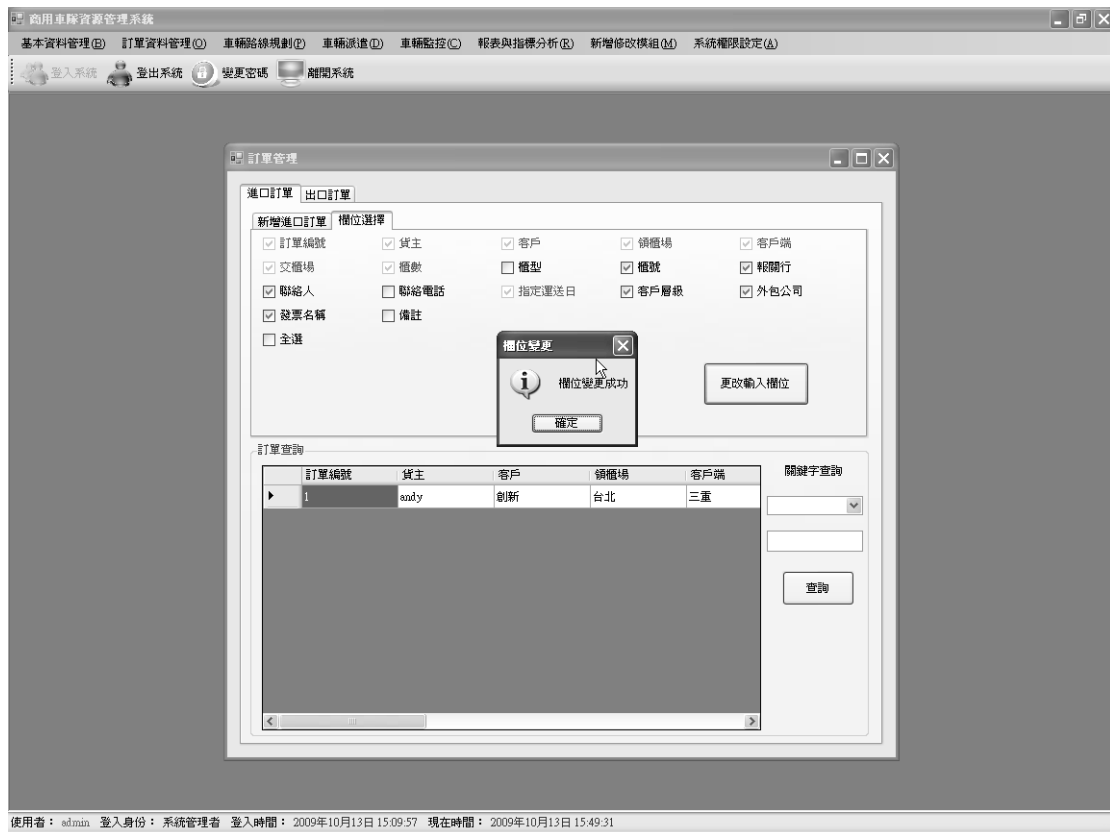 商用車隊資源管理系統
基本資料管理(B) 訂單資料管理(O) 車輛路線規劃(P) 車輛派遣(D) 車輛監控(C) 報表與指標分析(R) 新增修改模組(M) 系統權限設定(A)
登入系統 登出系統 變更密碼 離開系統
訂單管理
進口訂單 出口訂單
新增進口訂單 欄位選擇
訂單編號 貨主 客戶 領櫃場 客戶端
交櫃場 櫃數 櫃型 櫃號 報關行
聯絡人 聯絡電話 指定運送日 客戶層級 外包公司
發票名稱 備註
全選
欄位變更
欄位變更成功
更改輸入欄位
確定
訂單查詢
訂單編號 貨主 客戶 領櫃場 客戶端
1 andy 創新 台北 三重
關鍵字查詢
查詢
使用者： admin 登入身份： 系統管理者 登入時間： 2009年10月13日 15:09:57 現在時間： 2009年10月13日 15:49:31